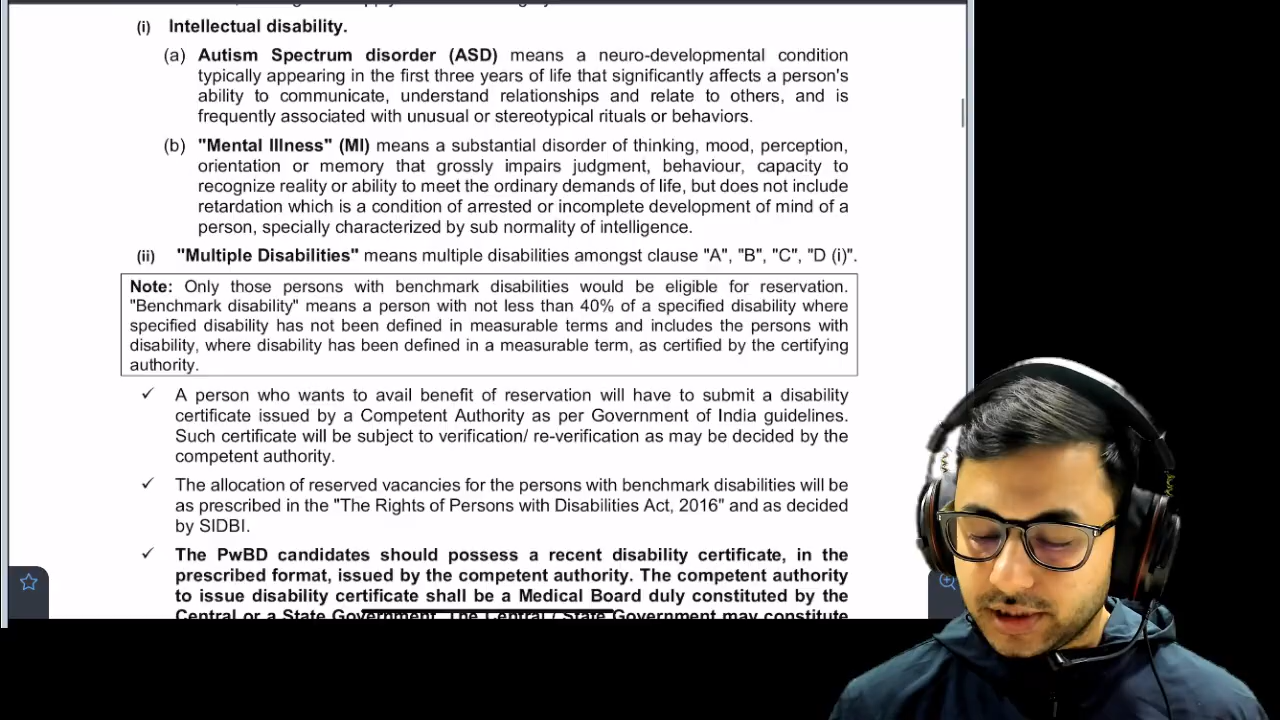 (i) Intellectual disability.
(a) Autism Spectrum disorder (ASD) means a neuro-developmental condition
typically appearing in the first three years of life that significantly affects a person's
ability to communicate, understand relationships and relate to others, and is
frequently associated with unusual or stereotypical rituals or behaviors.
(b) "Mental Illness" (MI) means a substantial disorder of thinking, mood, perception,
orientation or memory that grossly impairs judgment, behaviour, capacity to
recognize reality or ability to meet the ordinary demands of life, but does not include
retardation which is a condition of arrested or incomplete development of mind of a
person, specially characterized by sub normality of intelligence.
(ii) "Multiple Disabilities" means multiple disabilities amongst clause "A", "B", "C", "D (i)".
Note: Only those persons with benchmark disabilities would be eligible for reservation.
"Benchmark disability" means a person with not less than 40% of a specified disability where
specified disability has not been defined in measurable terms and includes the persons with
disability, where disability has been defined in a measurable term, as certified by the certifying
authority.
✓ A person who wants to avail benefit of reservation will have to submit a disability
certificate issued by a Competent Authority as per Government of India guidelines.
Such certificate will be subject to verification/ re-verification as may be decided by the
competent authority.
✓ The allocation of reserved vacancies for the persons with benchmark disabilities will be
as prescribed in the "The Rights of Persons with Disabilities Act, 2016" and as decided
by SIDBI.
✓ The PwBD candidates should possess a recent disability certificate, in the
prescribed format, issued by the competent authority. The competent authority
to issue disability certificate shall be a Medical Board duly constituted by the
Central or a State Government. The Central / State Government may constitute